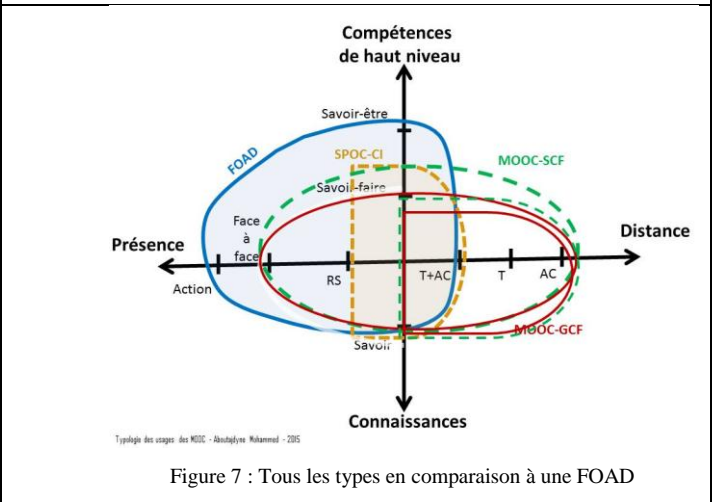 Compétences
de haut niveau
Savoir-être
FOAD
SPOC-CI
MOOC-SCF
Savoir-faire
Face
à
face
Présence
Distance
Action
RS
T+AC
T
AC
MOOC-GCF
Savoir
Connaissances
Typologie des usages des MOOC - Aboutajdyne Mohammed - 2015
Figure 7 : Tous les types en comparaison à une FOAD